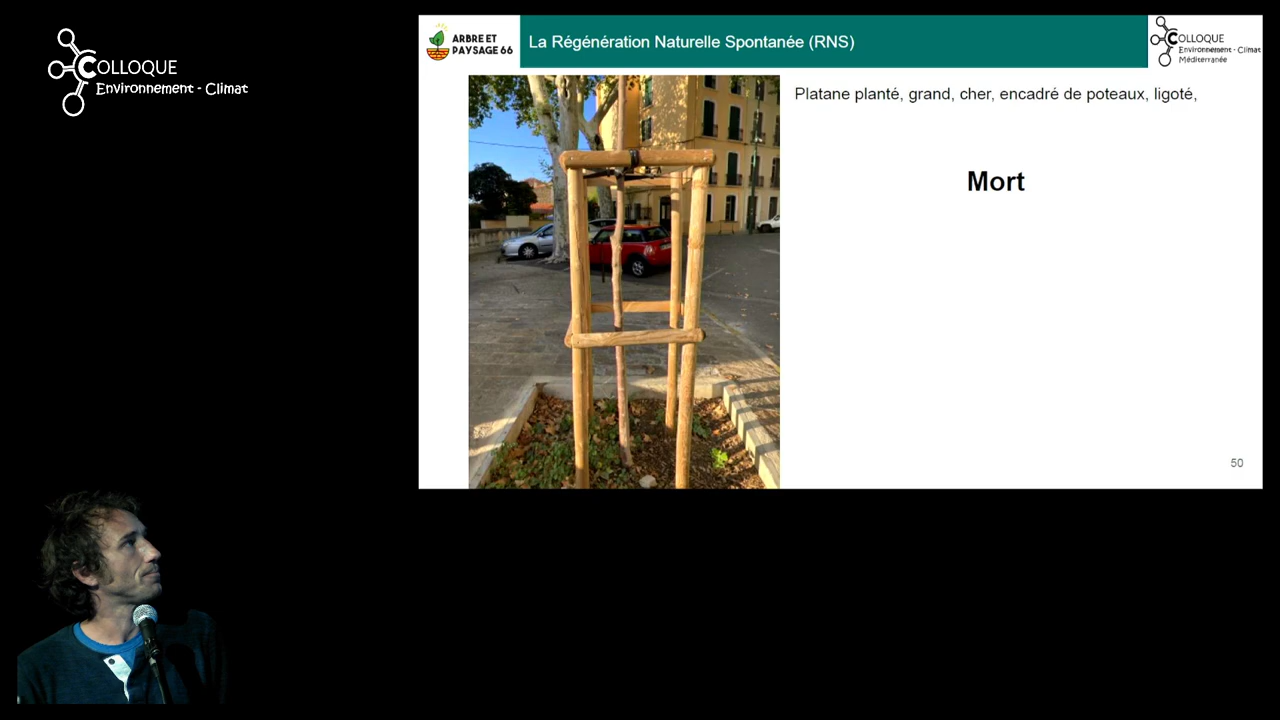 COLLOQUE
Environnement - Climat
ARBRE ET
PAYSAGE 66
La Régénération Naturelle Spontanée (RNS)
COLLOQUE
Environnement - Climat
Méditerranée
Platane planté, grand, cher, encadré de poteaux, ligoté,
Mort
50